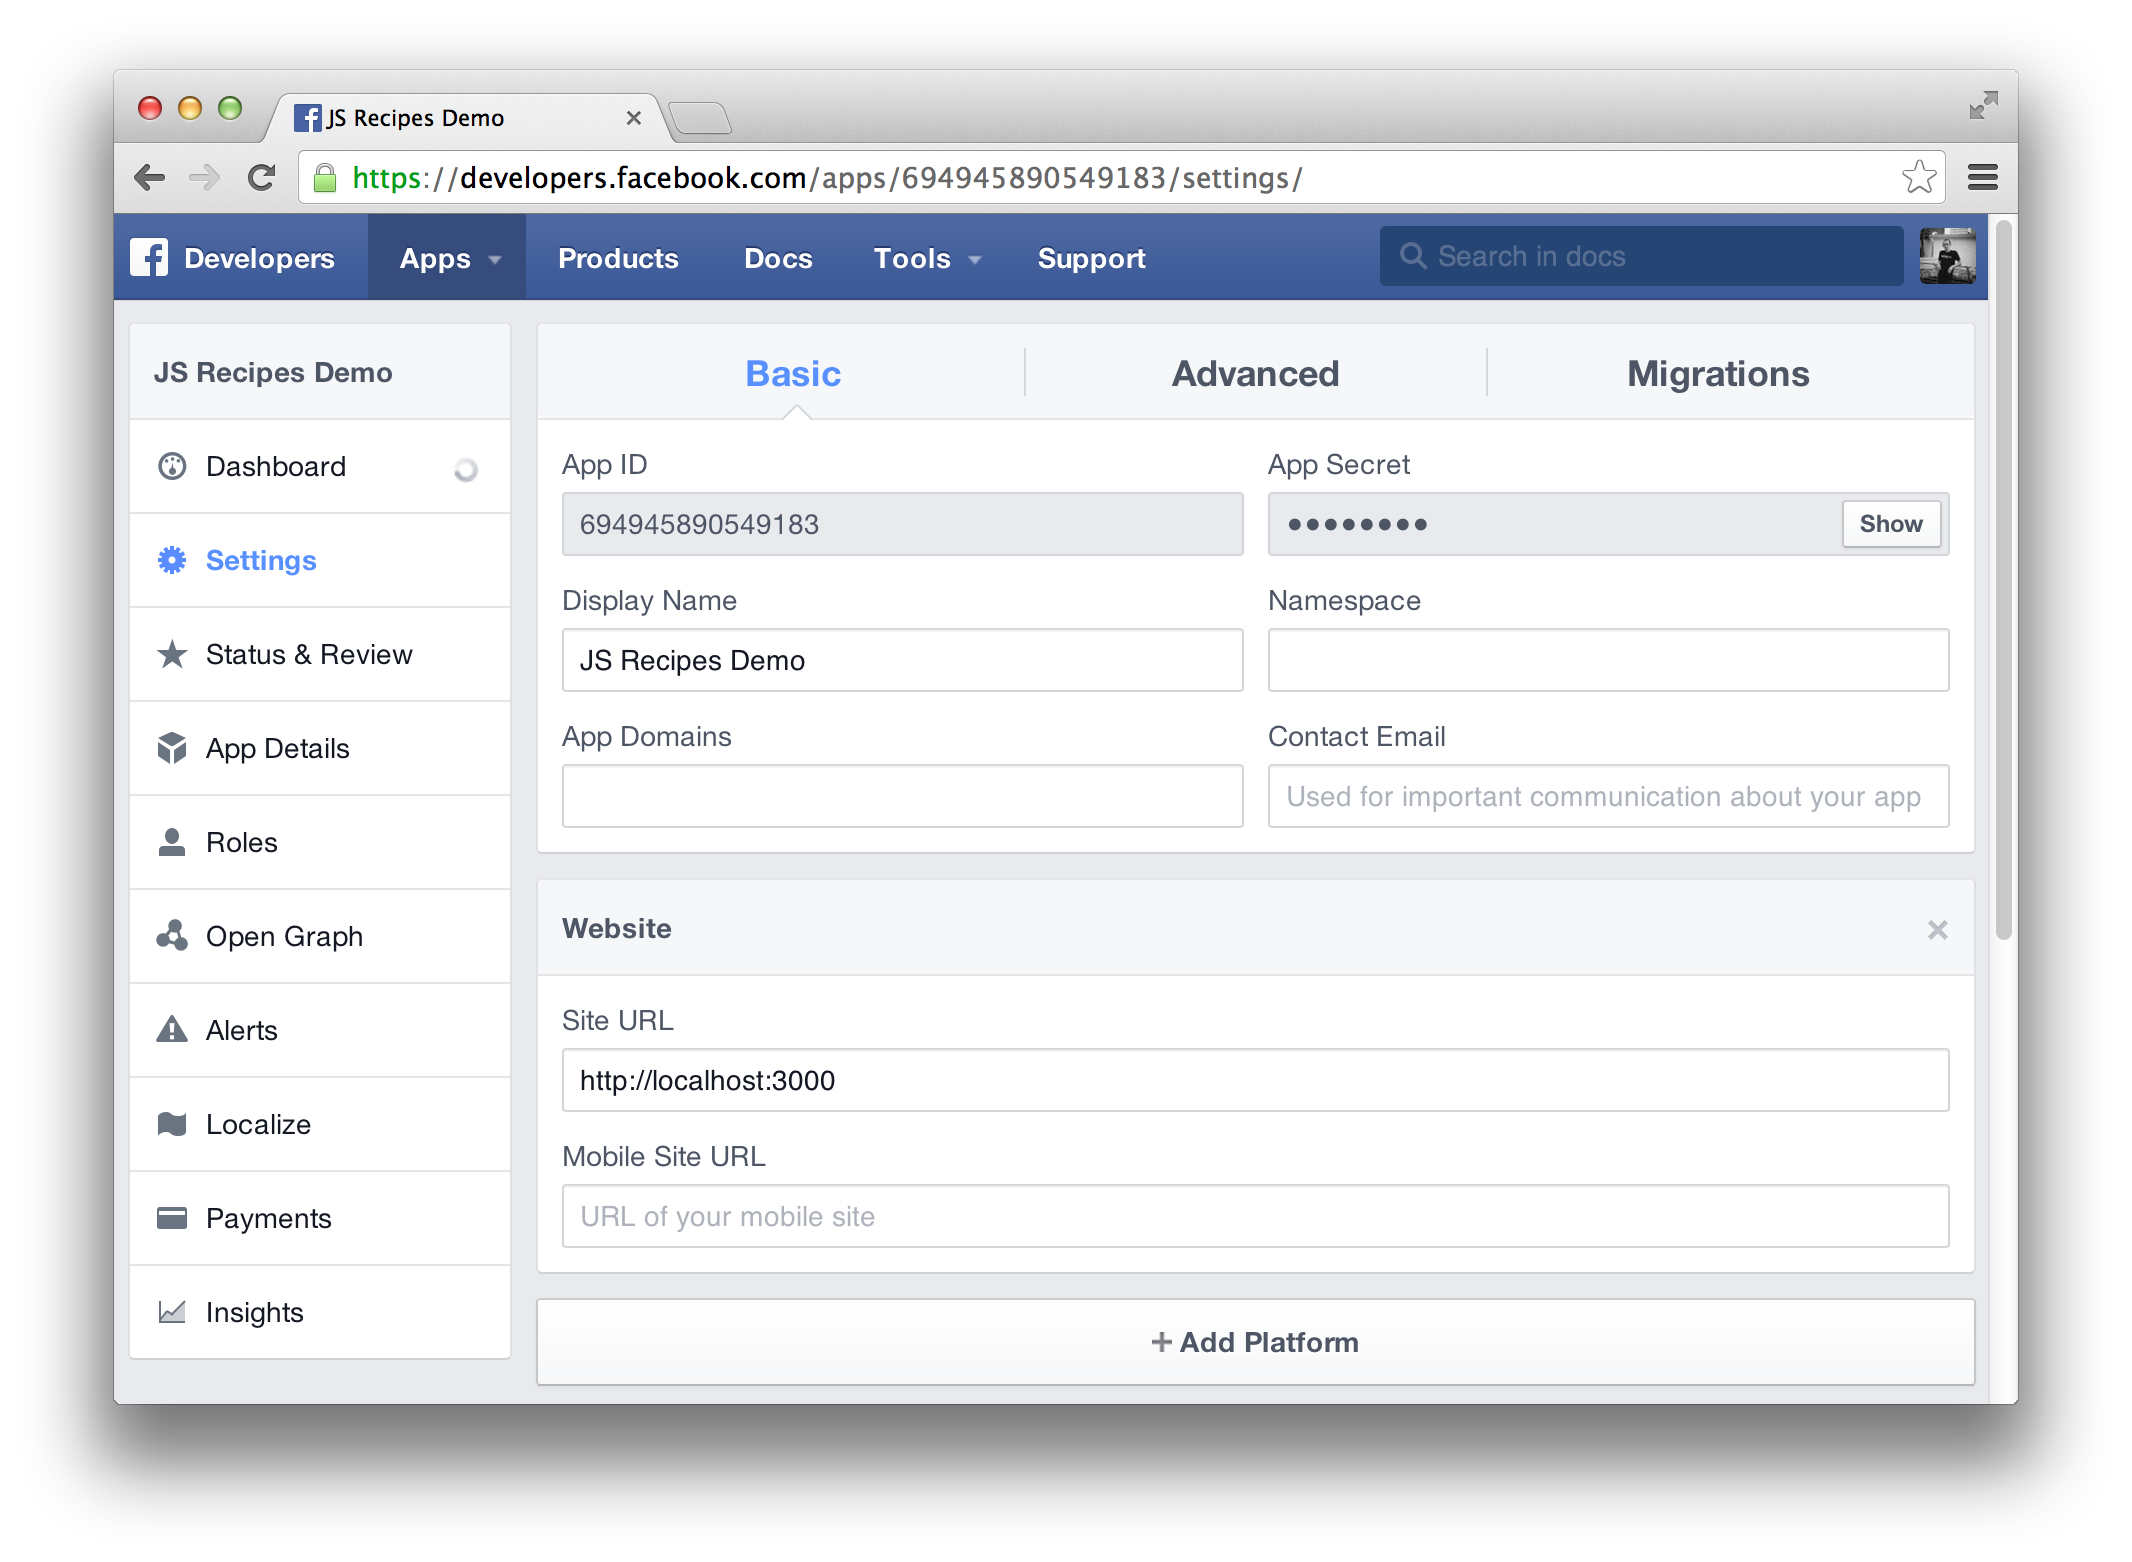 JS Recipes Demo
https://developers.facebook.com/apps/694945890549183/settings/
Developers Apps Products Docs Tools Support Search in docs
JS Recipes Demo
Dashboard
Settings
Status & Review
App Details
Roles
Open Graph
Alerts
Localize
Payments
Insights
Basic Advanced Migrations
App ID App Secret
694945890549183 •••••••• Show
Display Name Namespace
JS Recipes Demo
App Domains Contact Email
Used for important communication about your app
Website
Site URL
http://localhost:3000
Mobile Site URL
URL of your mobile site
+ Add Platform